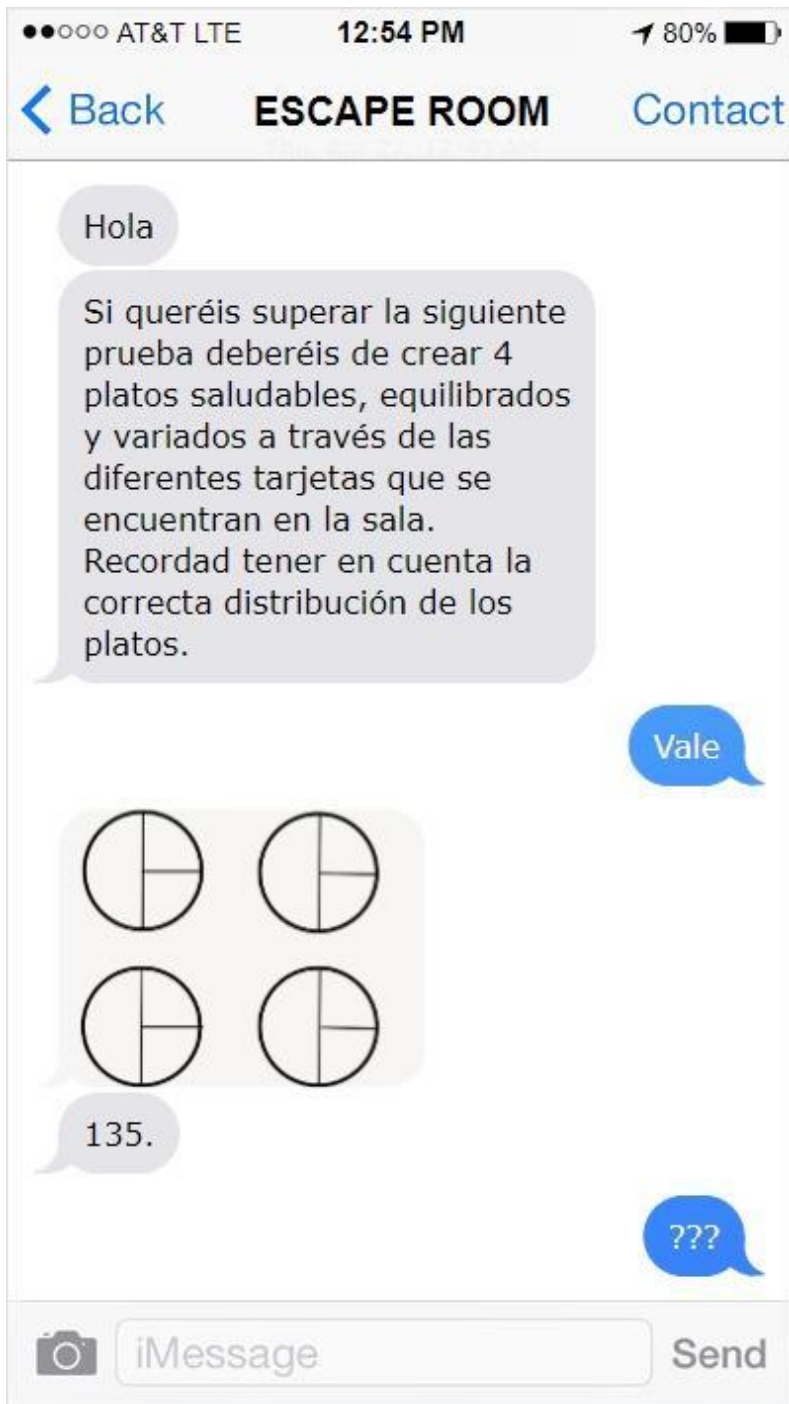 AT&T LTE 12:54 PM 80%
Back ESCAPE ROOM Contact
Hola
Si queréis superar la siguiente
prueba deberéis de crear 4
platos saludables, equilibrados
y variados a través de las
diferentes tarjetas que se
encuentran en la sala.
Recordad tener en cuenta la
correcta distribución de los
platos.
Vale
135.
???
iMessage Send